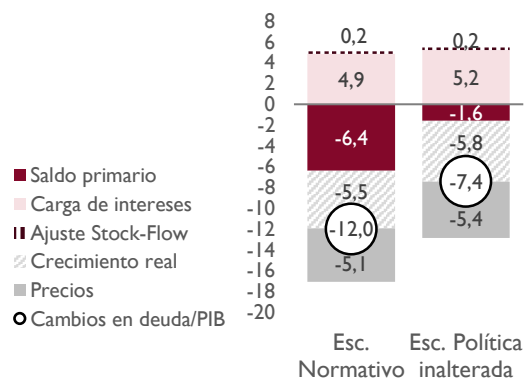 8
6
4
2
0
-2
-4
-6
-8
-10
-12
-14
-16
-18
-20
0,2
4,9
-6,4
-5,5
-12,0
-5,1
0,2
5,2
-1,6
-5,8
-7,4
-5,4
Saldo primario
Carga de intereses
Ajuste Stock-Flow
Crecimiento real
Precios
Cambios en deuda/PIB
Esc.
Normativo
Esc. Política
inalterada